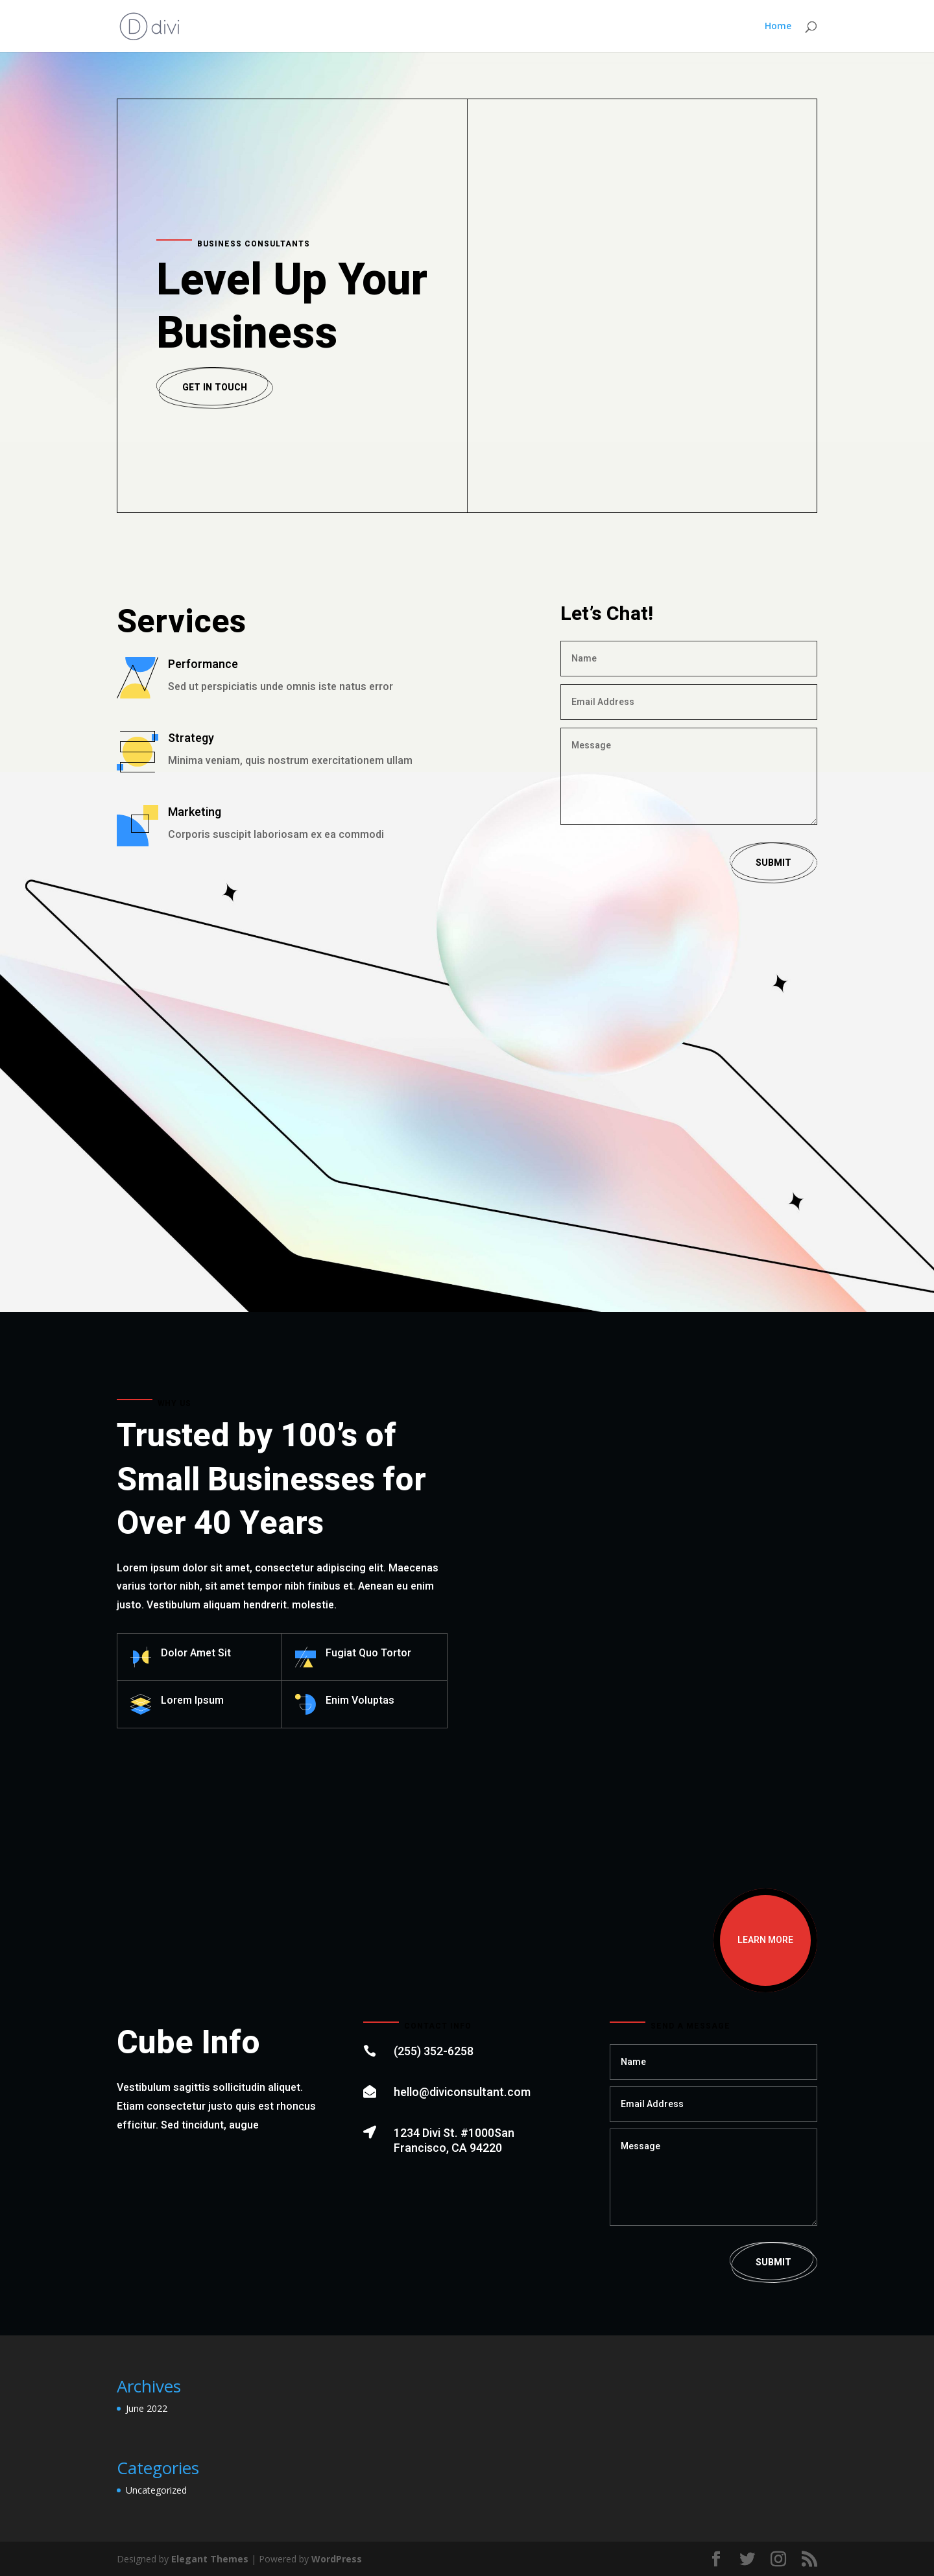 D divi
Home
BUSINESS CONSULTANTS
Level Up Your
Business
GET IN TOUCH
Services
Performance
Sed ut perspiciatis unde omnis iste natus error
Strategy
Minima veniam, quis nostrum exercitationem ullam
Marketing
Corporis suscipit laboriosam ex ea commodi
Let’s Chat!
Name
Email Address
Message
SUBMIT
Trusted by 100’s of
Small Businesses for
Over 40 Years
Lorem ipsum dolor sit amet, consectetur adipiscing elit. Maecenas
varius tortor nibh, sit amet tempor nibh finibus et. Aenean eu enim
justo. Vestibulum aliquam hendrerit. molestie.
Dolor Amet Sit
Fugiat Quo Tortor
Lorem Ipsum
Enim Voluptas
LEARN MORE
Cube Info
Vestibulum sagittis sollicitudin aliquet.
Etiam consectetur justo quis est rhoncus
efficitur. Sed tincidunt, augue
(255) 352-6258
hello@diviconsultant.com
1234 Divi St. #1000San
Francisco, CA 94220
Name
Email Address
Message
SUBMIT
Archives
June 2022
Categories
Uncategorized
Designed by Elegant Themes | Powered by WordPress